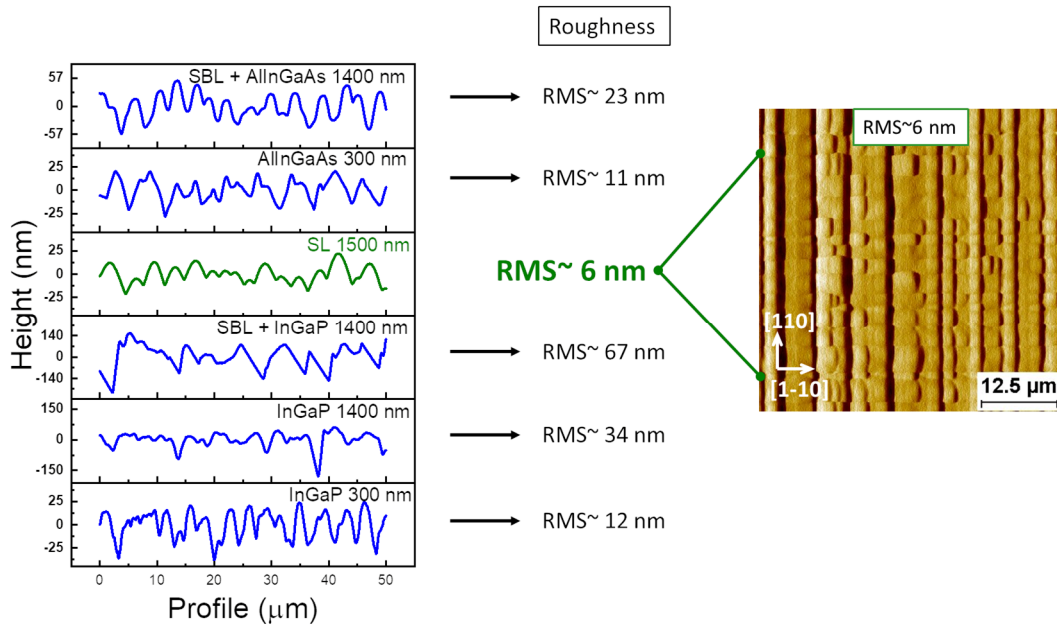 Roughness
Height (nm)
SBL + AlInGaAs 1400 nm
57
0
-57
RMS~ 23 nm
AlInGaAs 300 nm
25
0
-25
RMS~ 11 nm
SL 1500 nm
25
0
-25
RMS~ 6 nm
SBL + InGaP 1400 nm
140
0
-140
RMS~ 67 nm
InGaP 1400 nm
150
0
-150
RMS~ 34 nm
InGaP 300 nm
25
0
-25
RMS~ 12 nm
0 10 20 30 40 50
Profile (μm)
RMS~6 nm
[110]
[1-10]
12.5 µm